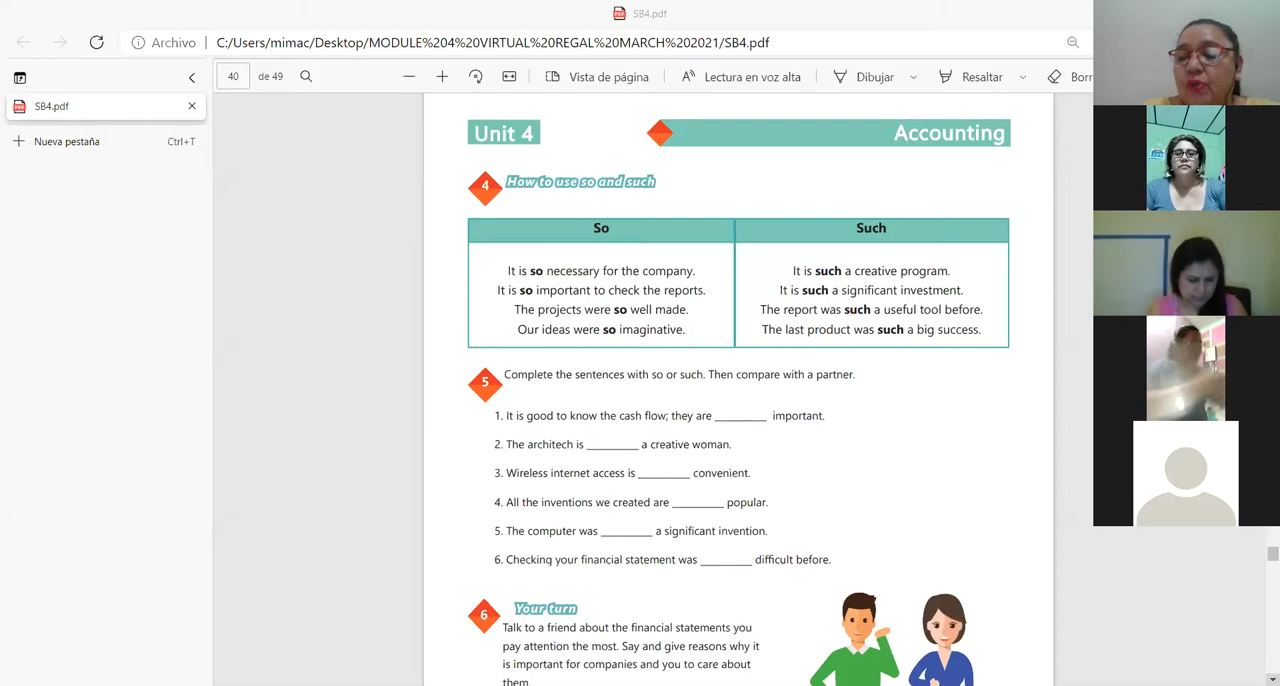 SB4.pdf
Archivo
C:/Users/mimac/Desktop/MODULE%204%20VIRTUAL%20REGAL%20MARCH%202021/SB4.pdf
40 de 49
Vista de página
Lectura en voz alta
Dibujar
Resaltar
Borr
SB4.pdf
Nueva pestaña Ctrl+T
Unit 4
Accounting
4 How to use so and such
So
Such
It is so necessary for the company.
It is so important to check the reports.
The projects were so well made.
Our ideas were so imaginative.
It is such a creative program.
It is such a significant investment.
The report was such a useful tool before.
The last product was such a big success.
5 Complete the sentences with so or such. Then compare with a partner.
1. It is good to know the cash flow; they are _________ important.
2. The architech is _________ a creative woman.
3. Wireless internet access is _________ convenient.
4. All the inventions we created are _________ popular.
5. The computer was _________ a significant invention.
6. Checking your financial statement was _________ difficult before.
6 Your turn
Talk to a friend about the financial statements you
pay attention the most. Say and give reasons why it
is important for companies and you to care about
them.